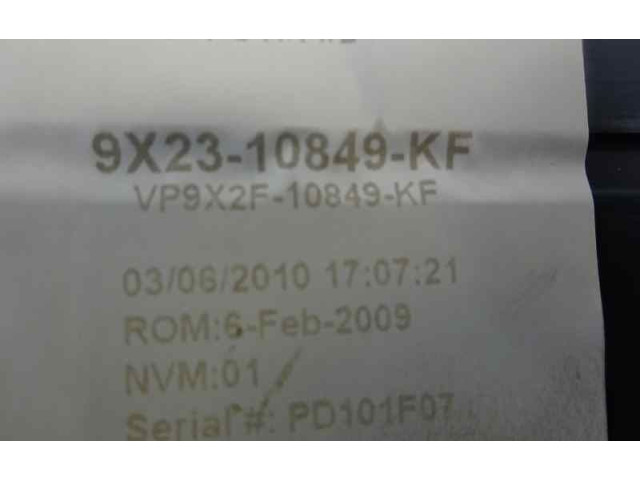 9X23-10849-KF
VP9X2F-10849-KF
03/06/2010 17:07:21
ROM:6-Feb-2009
NVM:01
Serial #: PD101F07